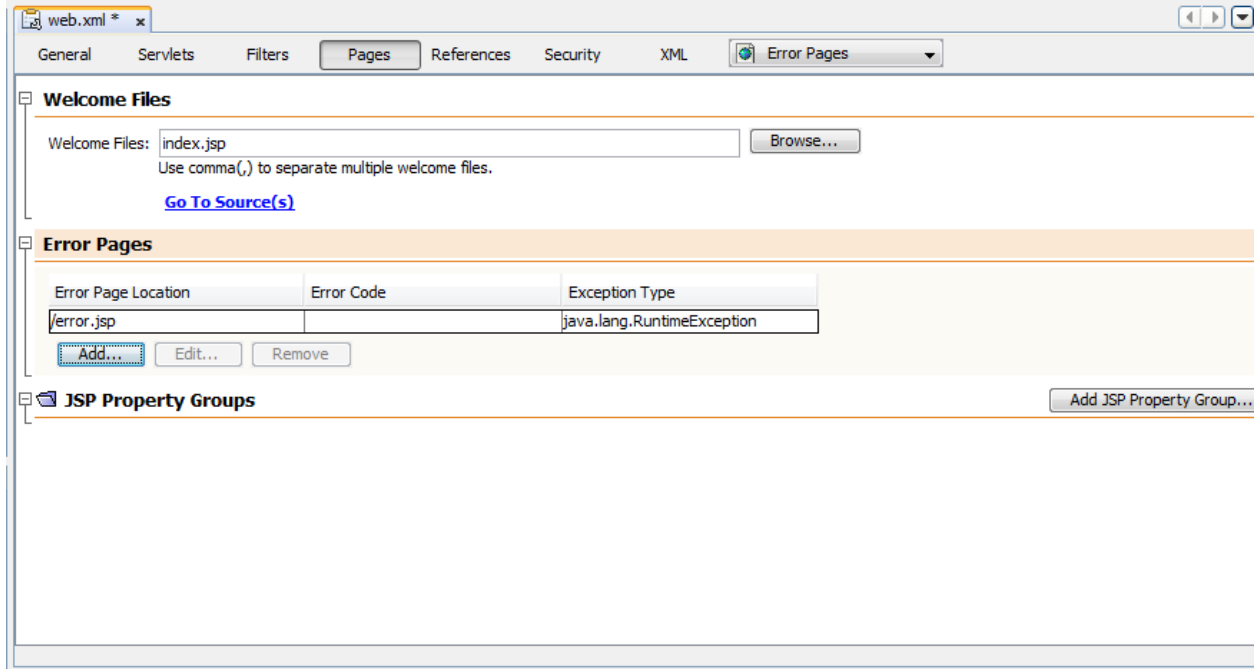 web.xml * x
General Servlets Filters Pages References Security XML Error Pages
Welcome Files
Welcome Files: index.jsp Browse...
Use comma(,) to separate multiple welcome files.
Go To Source(s)
Error Pages
Error Page Location Error Code Exception Type
/error.jsp java.lang.RuntimeException
Add... Edit... Remove
JSP Property Groups Add JSP Property Group...